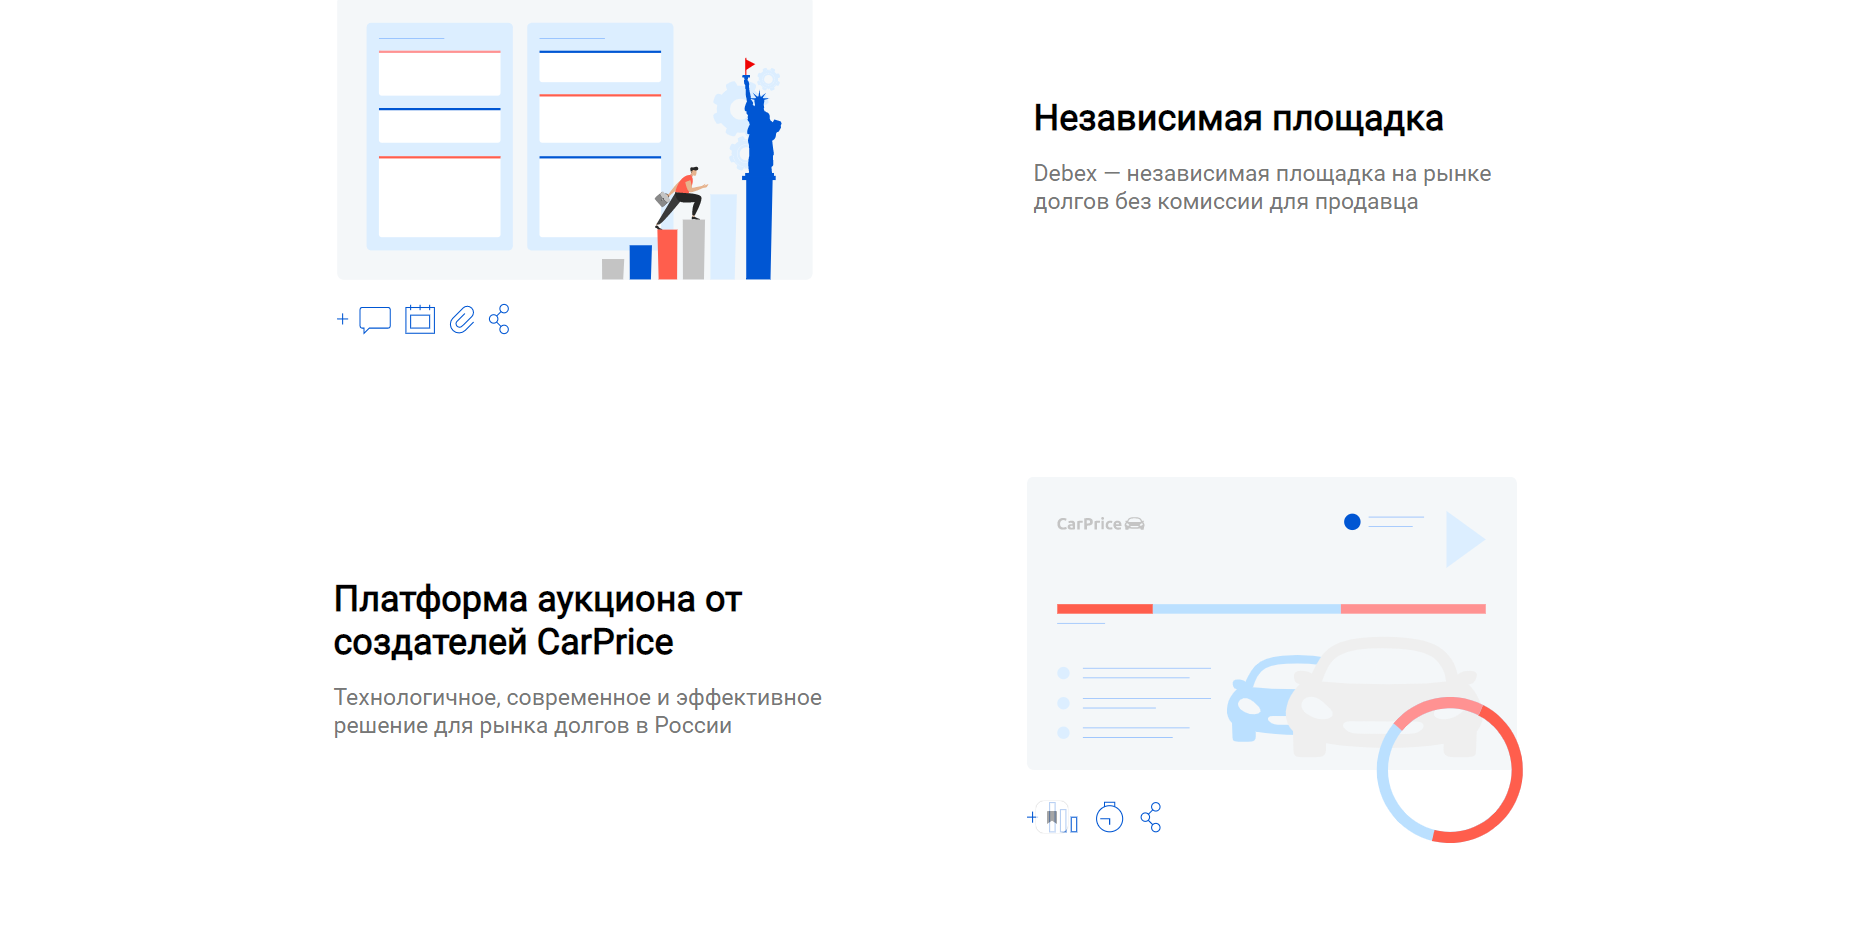 Независимая площадка
Debex — независимая площадка на рынке
долгов без комиссии для продавца
Платформа аукциона от
создателей CarPrice
Технологичное, современное и эффективное
решение для рынка долгов в России
CarPrice